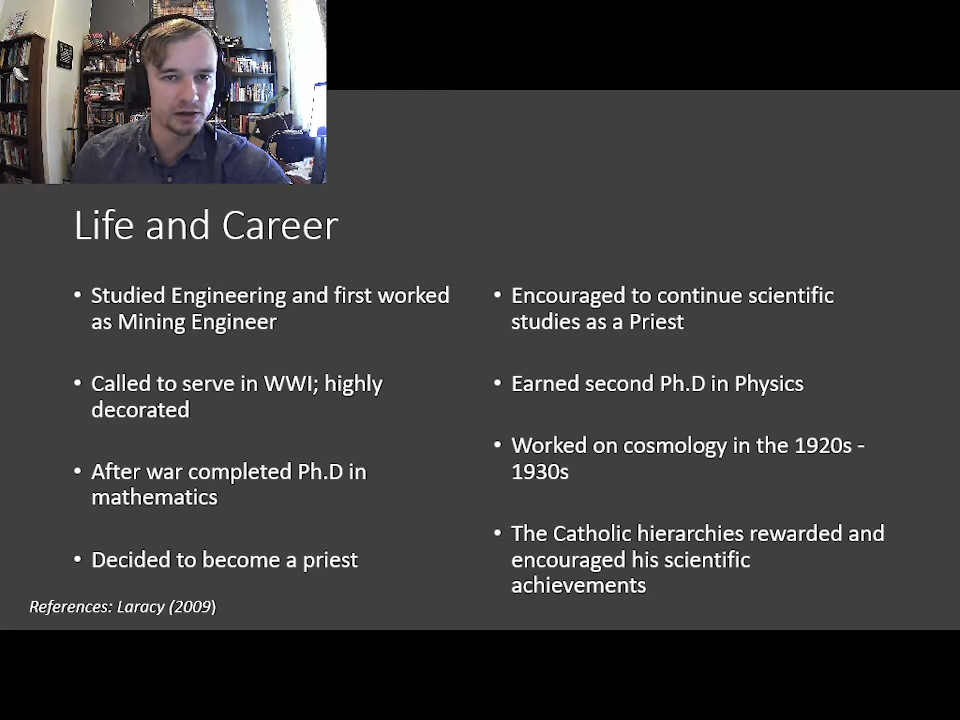 Life and Career
• Studied Engineering and first worked
as Mining Engineer
• Called to serve in WWI; highly
decorated
• After war completed Ph.D in
mathematics
• Decided to become a priest
• Encouraged to continue scientific
studies as a Priest
• Earned second Ph.D in Physics
• Worked on cosmology in the 1920s -
1930s
• The Catholic hierarchies rewarded and
encouraged his scientific
achievements
References: Laracy (2009)